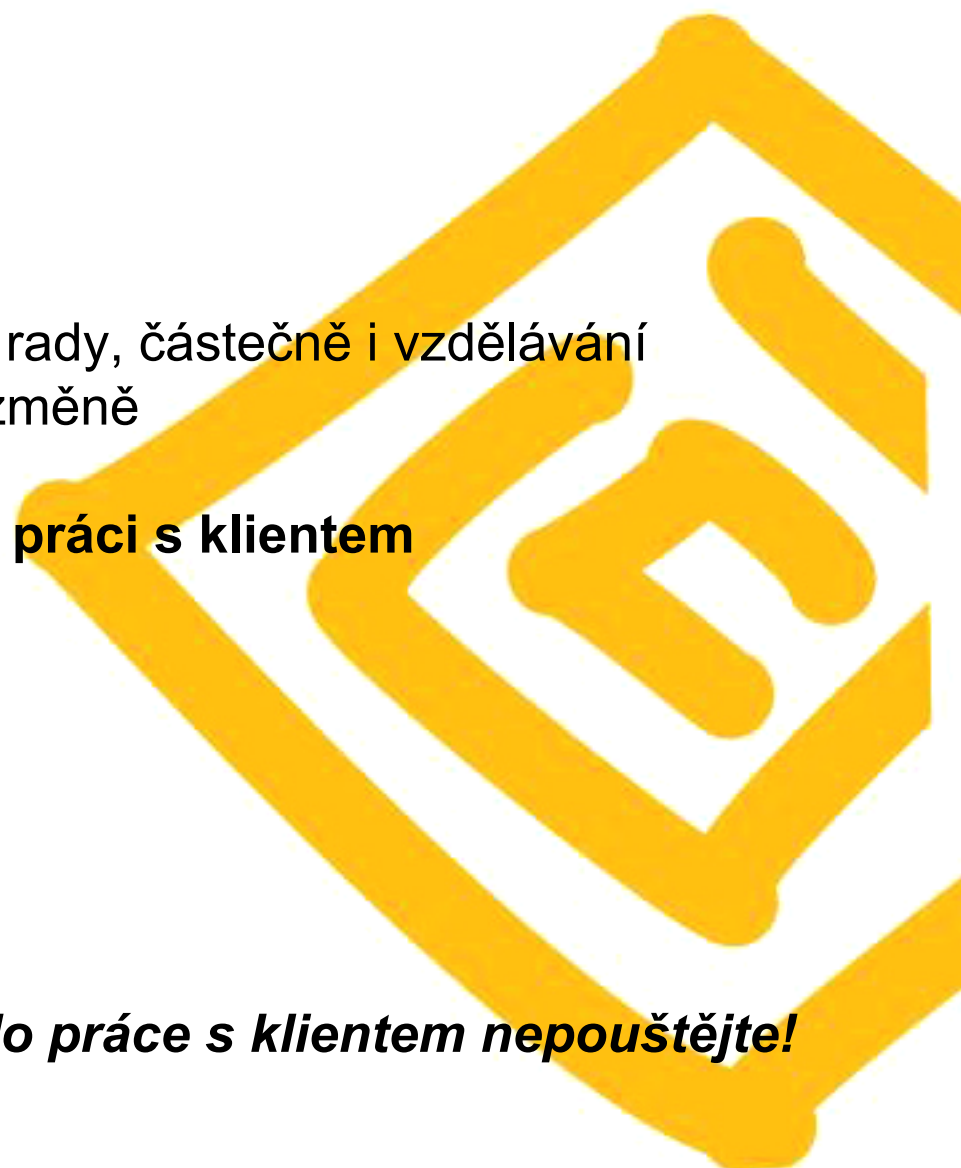 rady, částečně i vzdělávání
změně
práci s klientem
práce s klientem nepouštějte!